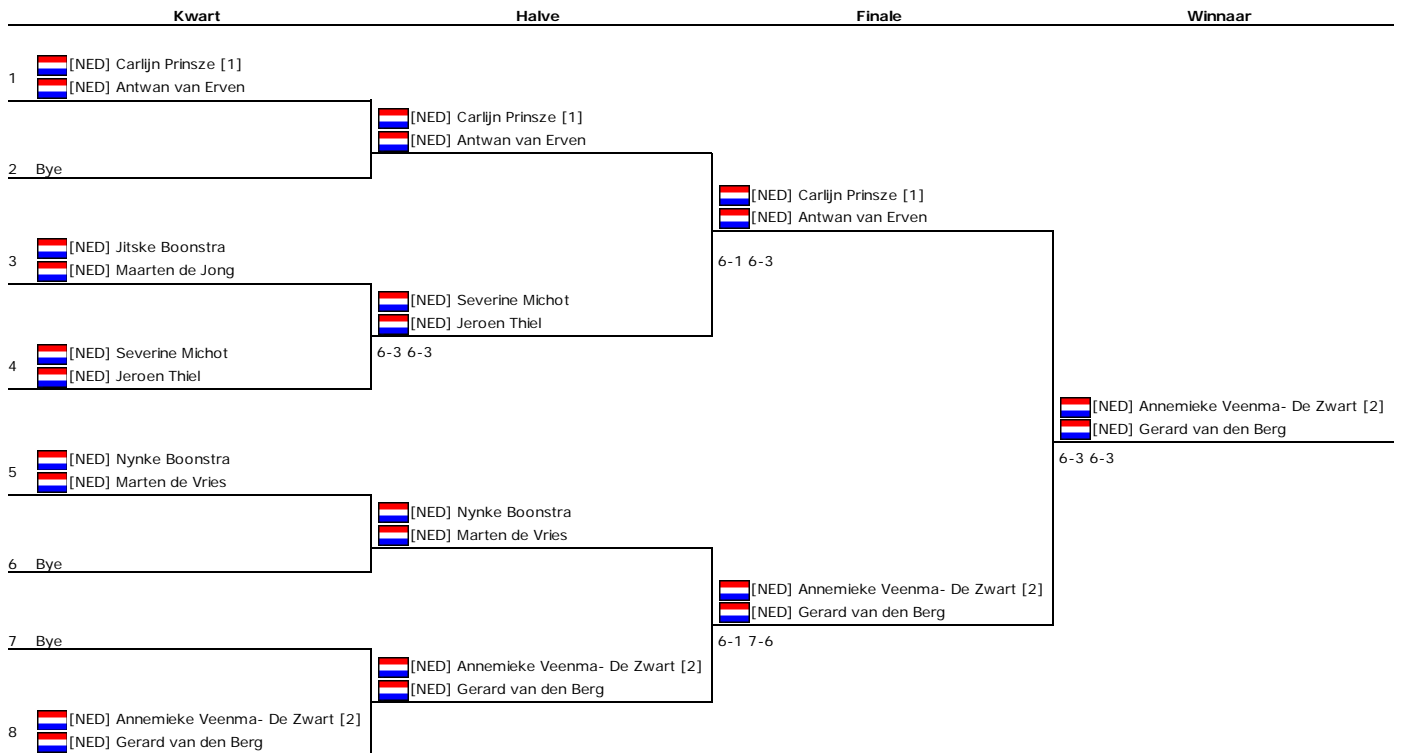 Kwart Halve Finale Winnaar
[NED] Carlijn Prinsze [1]
1
[NED] Antwan van Erven
[NED] Carlijn Prinsze [1]
[NED] Antwan van Erven
2 Bye
[NED] Carlijn Prinsze [1]
[NED] Antwan van Erven
[NED] Jitske Boonstra
3
[NED] Maarten de Jong
6-1 6-3
[NED] Severine Michot
[NED] Jeroen Thiel
[NED] Severine Michot
4
[NED] Jeroen Thiel
6-3 6-3
[NED] Annemieke Veenma- De Zwart [2]
[NED] Gerard van den Berg
6-3 6-3
[NED] Nynke Boonstra
5
[NED] Marten de Vries
[NED] Nynke Boonstra
[NED] Marten de Vries
6 Bye
[NED] Annemieke Veenma- De Zwart [2]
[NED] Gerard van den Berg
7 Bye
6-1 7-6
[NED] Annemieke Veenma- De Zwart [2]
[NED] Gerard van den Berg
[NED] Annemieke Veenma- De Zwart [2]
8
[NED] Gerard van den Berg